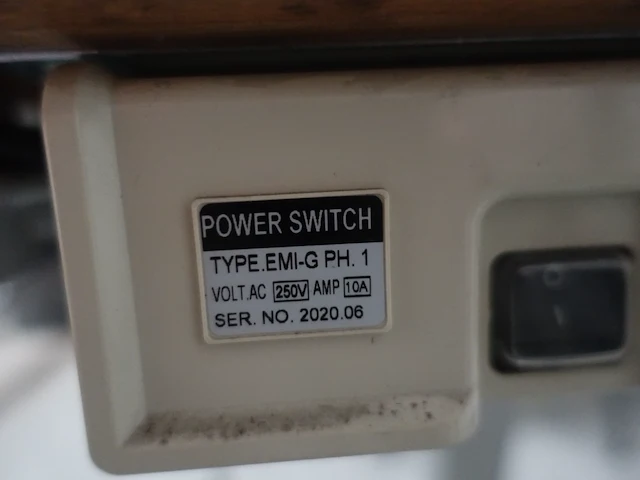 POWER SWITCH
TYPE.EMI-G PH. 1
VOLT.AC 250V AMP 10A
SER. NO. 2020.06